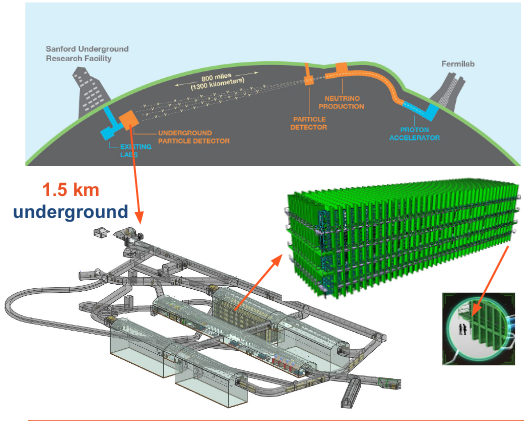 Sanford Underground
Research Facility
Fermilab
800 miles
(1300 kilometers)
NEUTRINO
PRODUCTION
PARTICLE
DETECTOR
PROTON
ACCELERATOR
UNDERGROUND
PARTICLE DETECTOR
EXISTING
LABS
1.5 km
underground